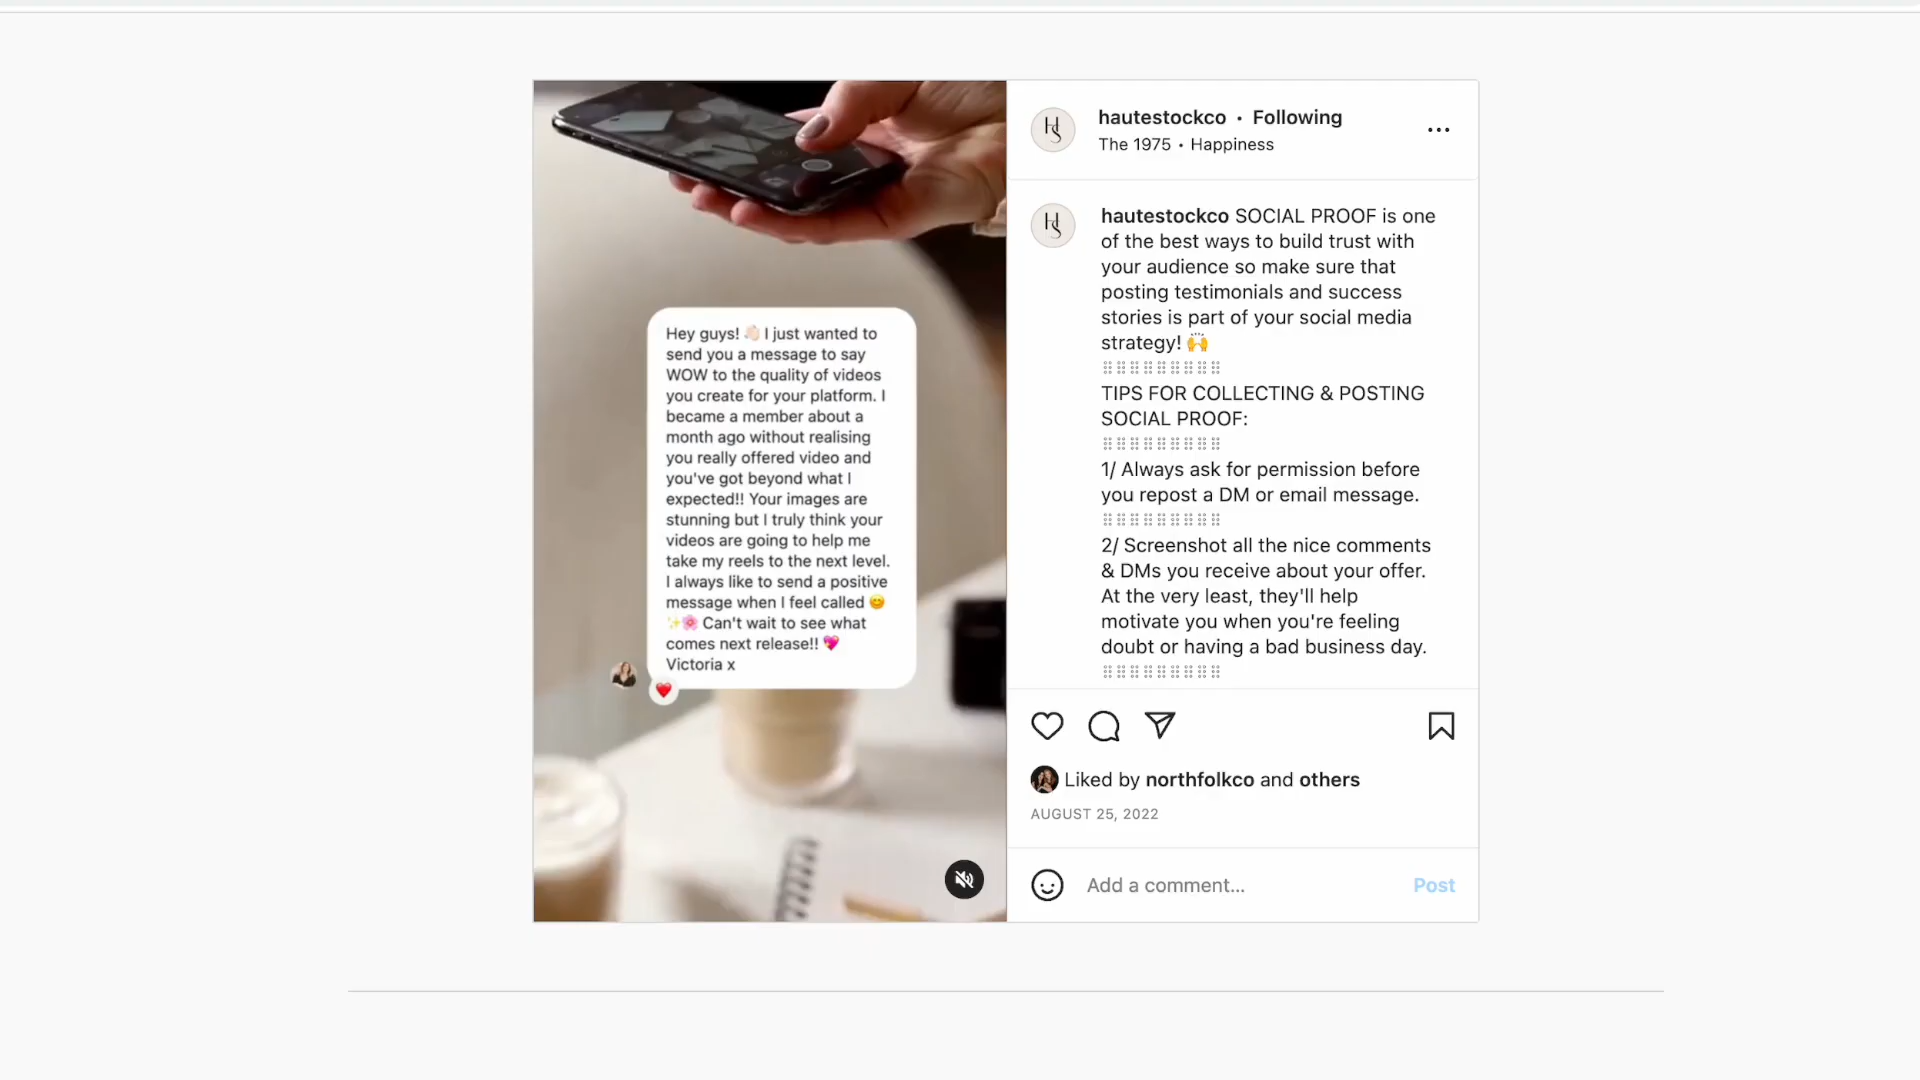 Hey guys! 👋🏻 I just wanted to
send you a message to say
WOW to the quality of videos
you create for your platform. I
became a member about a
month ago without realising
you really offered video and
you've got beyond what I
expected!! Your images are
stunning but I truly think your
videos are going to help me
take my reels to the next level.
I always like to send a positive
message when I feel called 😊
✨🌸 Can't wait to see what
comes next release!! 💖
Victoria x
HS
hautestockco • Following
The 1975 • Happiness
HS
hautestockco SOCIAL PROOF is one
of the best ways to build trust with
your audience so make sure that
posting testimonials and success
stories is part of your social media
strategy! 🙌
⠿⠿⠿⠿⠿⠿⠿⠿⠿
TIPS FOR COLLECTING & POSTING
SOCIAL PROOF:
⠿⠿⠿⠿⠿⠿⠿⠿⠿
1/ Always ask for permission before
you repost a DM or email message.
⠿⠿⠿⠿⠿⠿⠿⠿⠿
2/ Screenshot all the nice comments
& DMs you receive about your offer.
At the very least, they'll help
motivate you when you're feeling
doubt or having a bad business day.
⠿⠿⠿⠿⠿⠿⠿⠿⠿
Liked by northfolkco and others
AUGUST 25, 2022
Add a comment...
Post